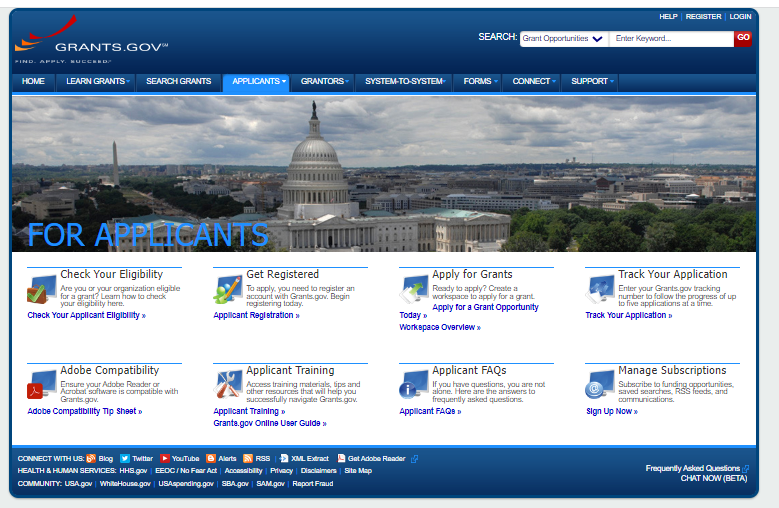 HELP | REGISTER | LOGIN
GRANTS.GOV℠
FIND. APPLY. SUCCEED.℠
SEARCH: Grant Opportunities Enter Keyword... GO
HOME LEARN GRANTS SEARCH GRANTS APPLICANTS GRANTORS SYSTEM-TO-SYSTEM FORMS CONNECT SUPPORT
FOR APPLICANTS
Check Your Eligibility
Are you or your organization eligible
for a grant? Learn how to check
your eligibility here.
Check Your Applicant Eligibility »
Get Registered
To apply, you need to register an
account with Grants.gov. Begin
registering today.
Applicant Registration »
Apply for Grants
Ready to apply? Create a
workspace to apply for a grant.
Apply for a Grant Opportunity
Today »
Workspace Overview »
Track Your Application
Enter your Grants.gov tracking
number to follow the progress of up
to five applications at a time.
Track Your Application »
Adobe Compatibility
Ensure your Adobe Reader or
Acrobat software is compatible with
Grants.gov.
Adobe Compatibility Tip Sheet »
Applicant Training
Access training materials, tips and
other resources that will help you
successfully navigate Grants.gov.
Applicant Training »
Grants.gov Online User Guide »
Applicant FAQs
If you have questions, you are not
alone. Here are the answers to
frequently asked questions.
Applicant FAQs »
Manage Subscriptions
Subscribe to funding opportunities,
saved searches, RSS feeds, and
communications.
Sign Up Now »
CONNECT WITH US: Blog Twitter YouTube Alerts RSS | XML Extract Get Adobe Reader
HEALTH & HUMAN SERVICES: HHS.gov | EEOC / No Fear Act | Accessibility | Privacy | Disclaimers | Site Map
COMMUNITY: USA.gov | WhiteHouse.gov | USAspending.gov | SBA.gov | SAM.gov | Report Fraud
Frequently Asked Questions
CHAT NOW (BETA)